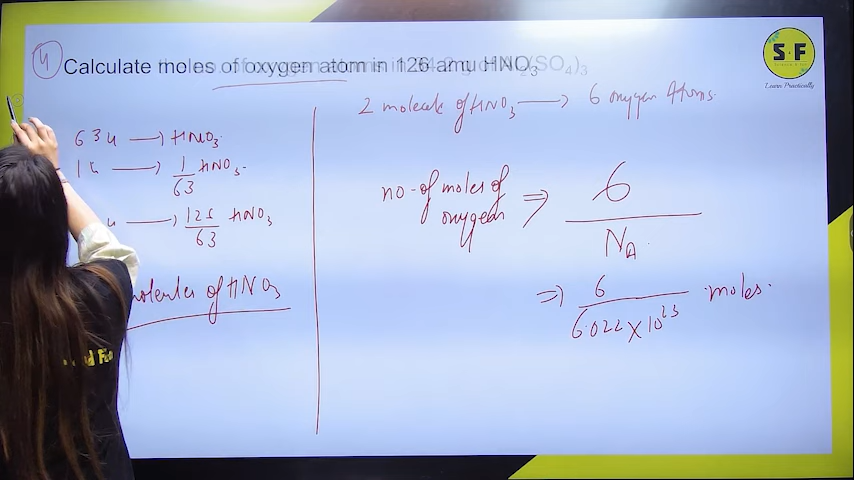 4
Calculate moles of oxygen atom in 126 amu HNO3
63u → HNO3
1u → 1/63 HNO3
u → 126/63 HNO3
molecules of HNO3
2 molecule of HNO3 → 6 oxygen Atoms.
no-of moles of
oxygen ⇒ 6/NA
⇒ 6/6.022 × 10^23 moles.
S F
Learn Practically